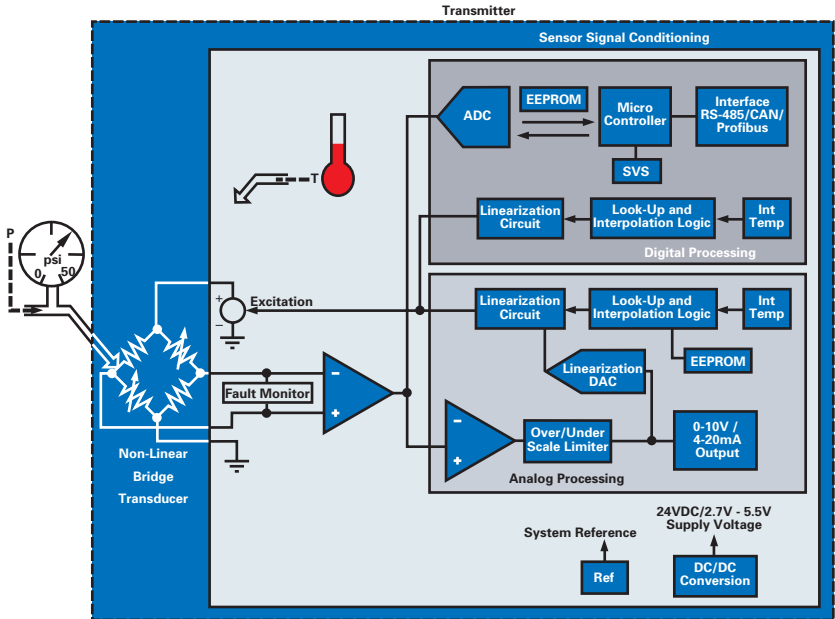 Transmitter
Sensor Signal Conditioning
ADC
EEPROM
Micro
Controller
Interface
RS-485/CAN/
Profibus
SVS
T
Linearization
Circuit
Look-Up and
Interpolation Logic
Int
Temp
Digital Processing
P
psi
0
50
+
−
Excitation
Linearization
Circuit
Look-Up and
Interpolation Logic
Int
Temp
Linearization
DAC
EEPROM
−
+
Fault Monitor
−
+
Over/Under
Scale Limiter
0-10V /
4-20mA
Output
Analog Processing
Non-Linear
Bridge
Transducer
System Reference
Ref
24VDC/2.7V - 5.5V
Supply Voltage
DC/DC
Conversion